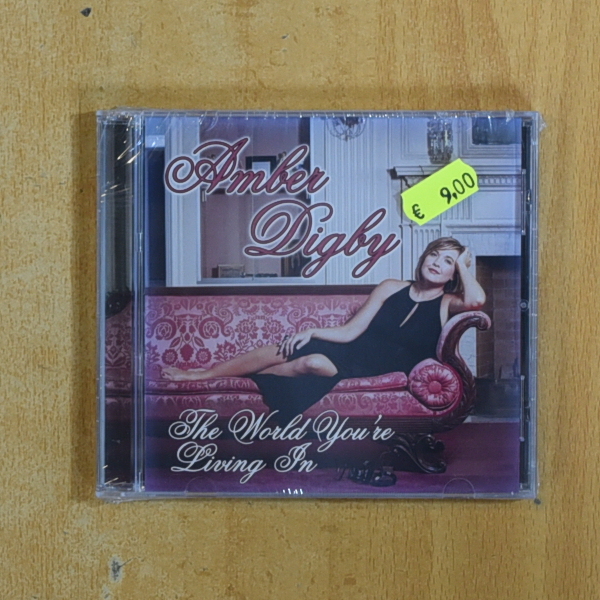 Amber
Digby
€ 9,00
The World You're
Living In